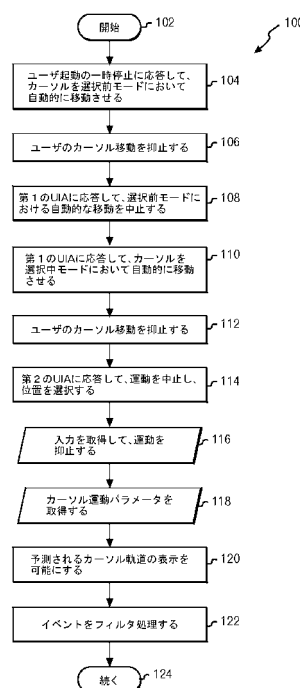 開始
102
100
ユーザ起動の一時停止に応答して、
カーソルを選択前モードにおいて
自動的に移動させる
104
ユーザのカーソル移動を抑止する
106
第1のUIAに応答して、選択前モードに
おける自動的な移動を中止する
108
第1のUIAに応答して、カーソルを
選択中モードにおいて自動的に移動
させる
110
ユーザのカーソル移動を抑止する
112
第2のUIAに応答して、運動を中止し、
位置を選択する
114
入力を取得して、運動を
抑止する
116
カーソル運動パラメータを
取得する
118
予測されるカーソル軌道の表示を
可能にする
120
イベントをフィルタ処理する
122
続く
124